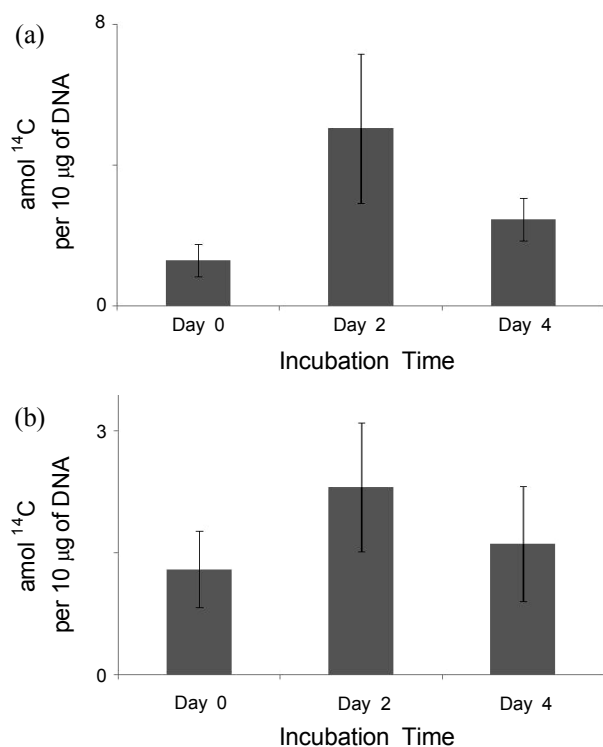 (a)
8
amol ¹⁴C
per 10 μg of DNA
4
0
Day 0 Day 2 Day 4
Incubation Time
(b)
3
amol ¹⁴C
per 10 μg of DNA
0
Day 0 Day 2 Day 4
Incubation Time